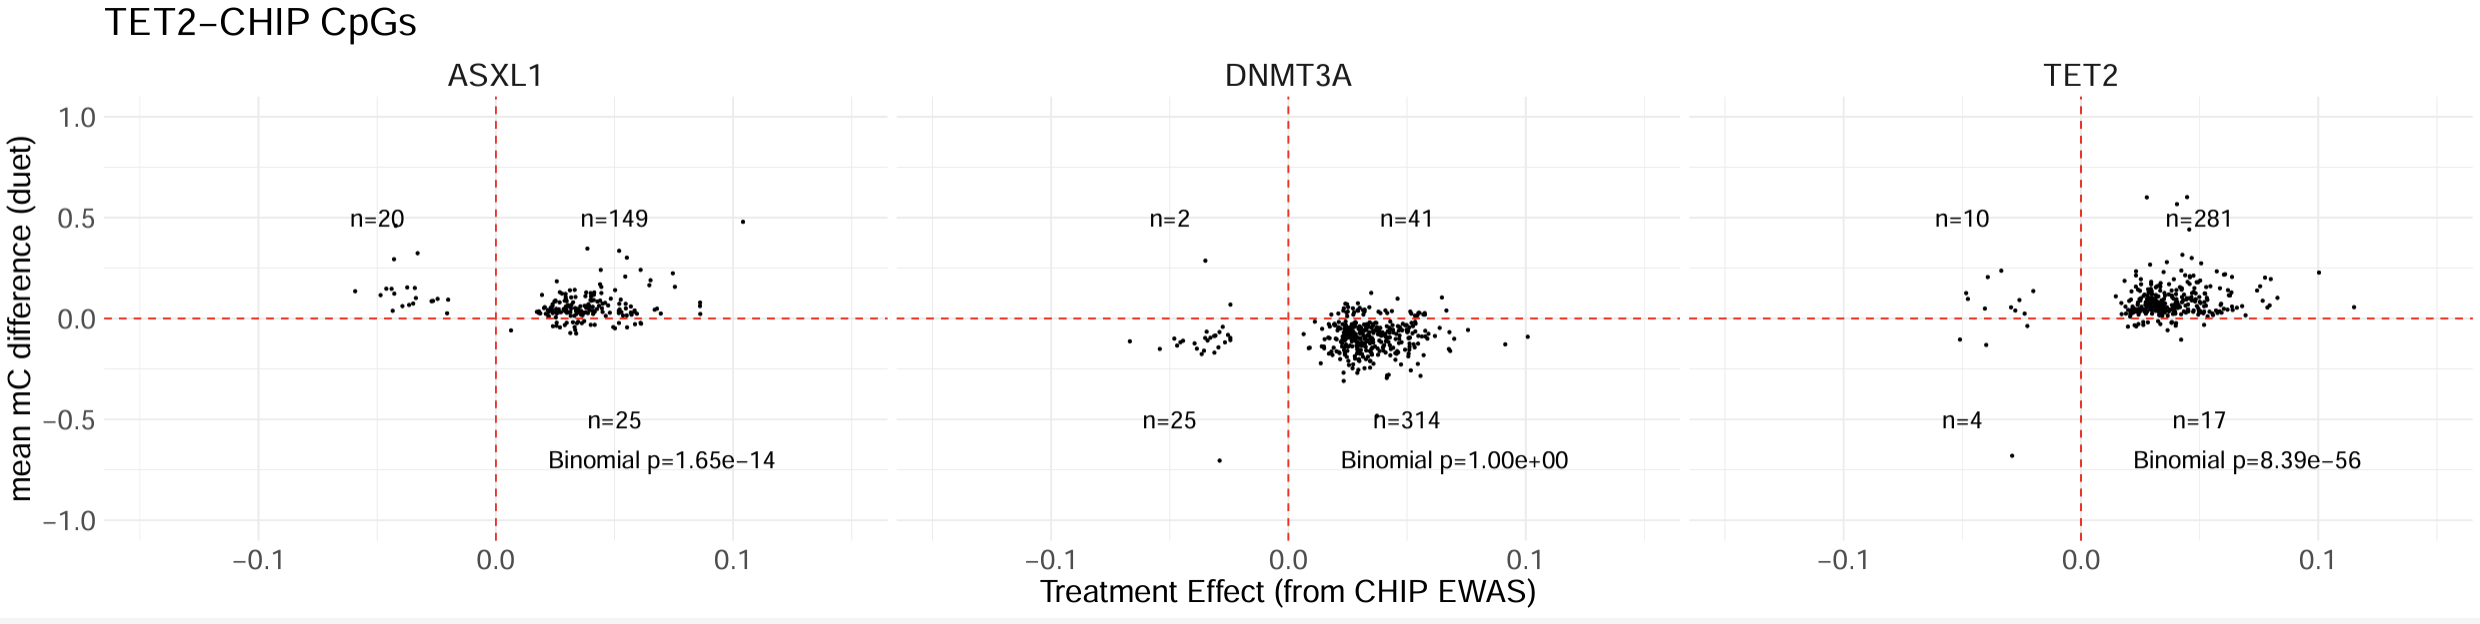 TET2−CHIP CpGs
ASXL1 DNMT3A TET2
mean mC difference (duet)
1.0
0.5
0.0
−0.5
−1.0
n=20 n=149 n=2 n=41 n=10 n=281
n=25 n=25 n=314 n=4 n=17
Binomial p=1.65e−14 Binomial p=1.00e+00 Binomial p=8.39e−56
−0.1 0.0 0.1 −0.1 0.0 0.1 −0.1 0.0 0.1
Treatment Effect (from CHIP EWAS)